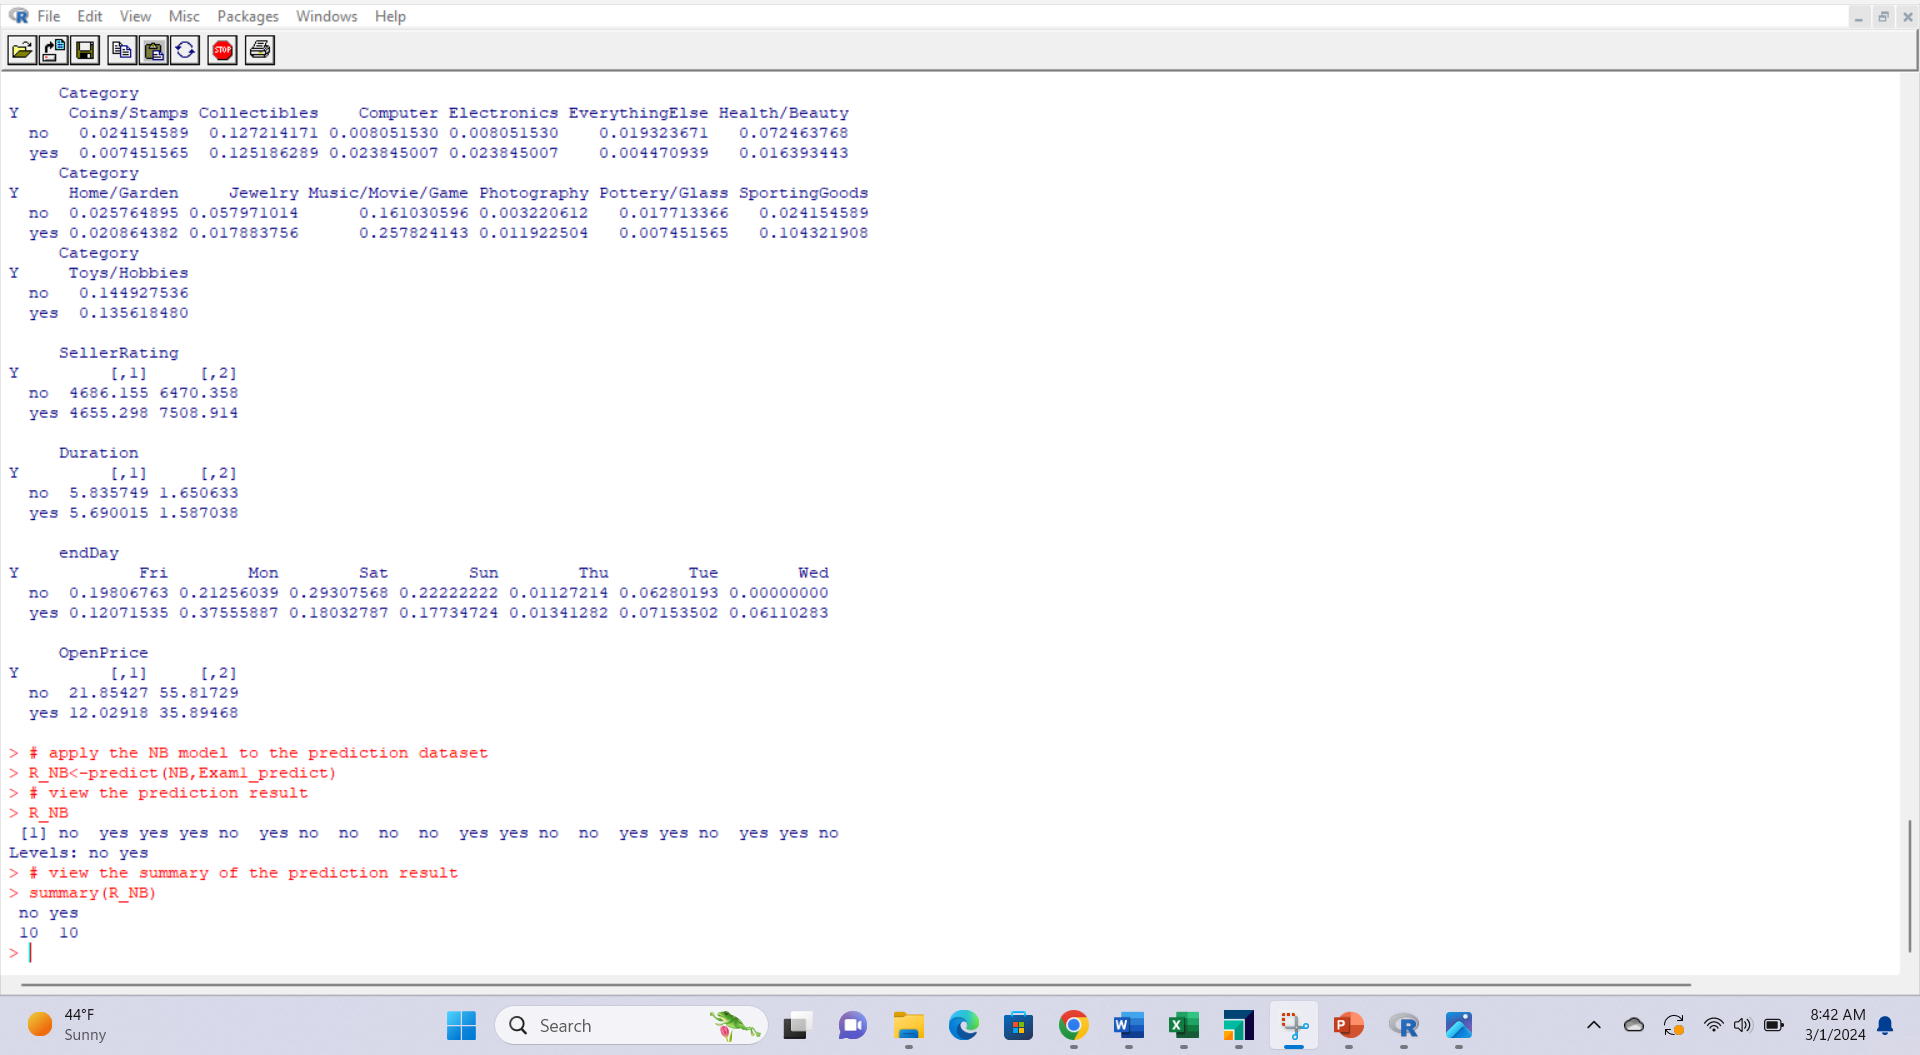 File Edit View Misc Packages Windows Help
STOP
Category
Y Coins/Stamps Collectibles Computer Electronics EverythingElse Health/Beauty
no 0.024154589 0.127214171 0.008051530 0.008051530 0.019323671 0.072463768
yes 0.007451565 0.125186289 0.023845007 0.023845007 0.004470939 0.016393443
Category
Y Home/Garden Jewelry Music/Movie/Game Photography Pottery/Glass SportingGoods
no 0.025764895 0.057971014 0.161030596 0.003220612 0.017713366 0.024154589
yes 0.020864382 0.017883756 0.257824143 0.011922504 0.007451565 0.104321908
Category
Y Toys/Hobbies
no 0.144927536
yes 0.135618480
SellerRating
Y [,1] [,2]
no 4686.155 6470.358
yes 4655.298 7508.914
Duration
Y [,1] [,2]
no 5.835749 1.650633
yes 5.690015 1.587038
endDay
Y Fri Mon Sat Sun Thu Tue Wed
no 0.19806763 0.21256039 0.29307568 0.22222222 0.01127214 0.06280193 0.00000000
yes 0.12071535 0.37555887 0.18032787 0.17734724 0.01341282 0.07153502 0.06110283
OpenPrice
Y [,1] [,2]
no 21.85427 55.81729
yes 12.02918 35.89468
> # apply the NB model to the prediction dataset
> R_NB<-predict(NB,Exam1_predict)
> # view the prediction result
> R_NB
[1] no yes yes yes no yes no no no no yes yes no no yes yes no yes yes no
Levels: no yes
> # view the summary of the prediction result
> summary(R_NB)
no yes
10 10
>
44°F
Sunny
Search
8:42 AM
3/1/2024